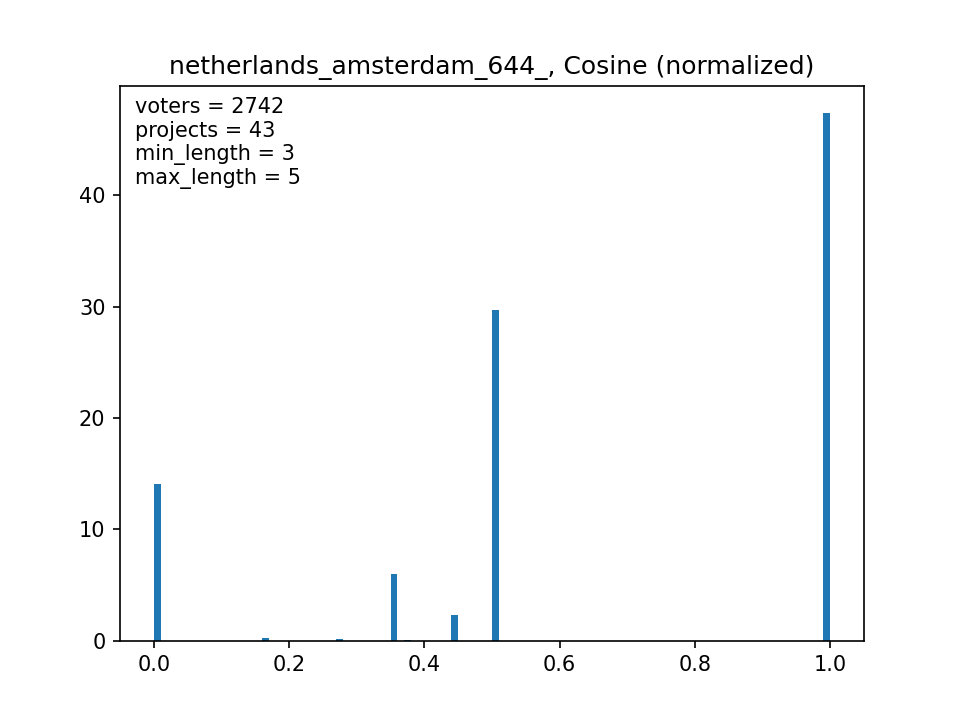 netherlands_amsterdam_644_, Cosine (normalized)
voters = 2742
projects = 43
min_length = 3
max_length = 5
40
30
20
10
0
0.0 0.2 0.4 0.6 0.8 1.0